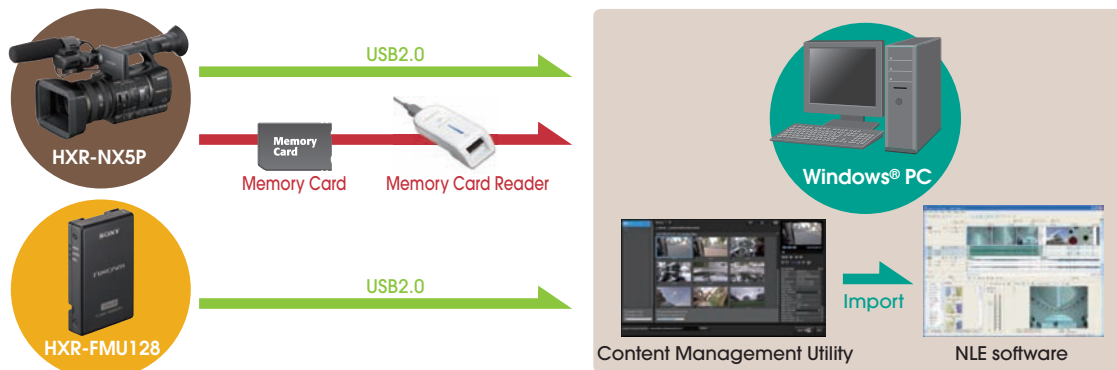 USB2.0
HXR-NX5P
Memory
Card
Memory Card
Memory Card Reader
SONY
HXR-FMU128
USB2.0
Windows® PC
Import
Content Management Utility
NLE software